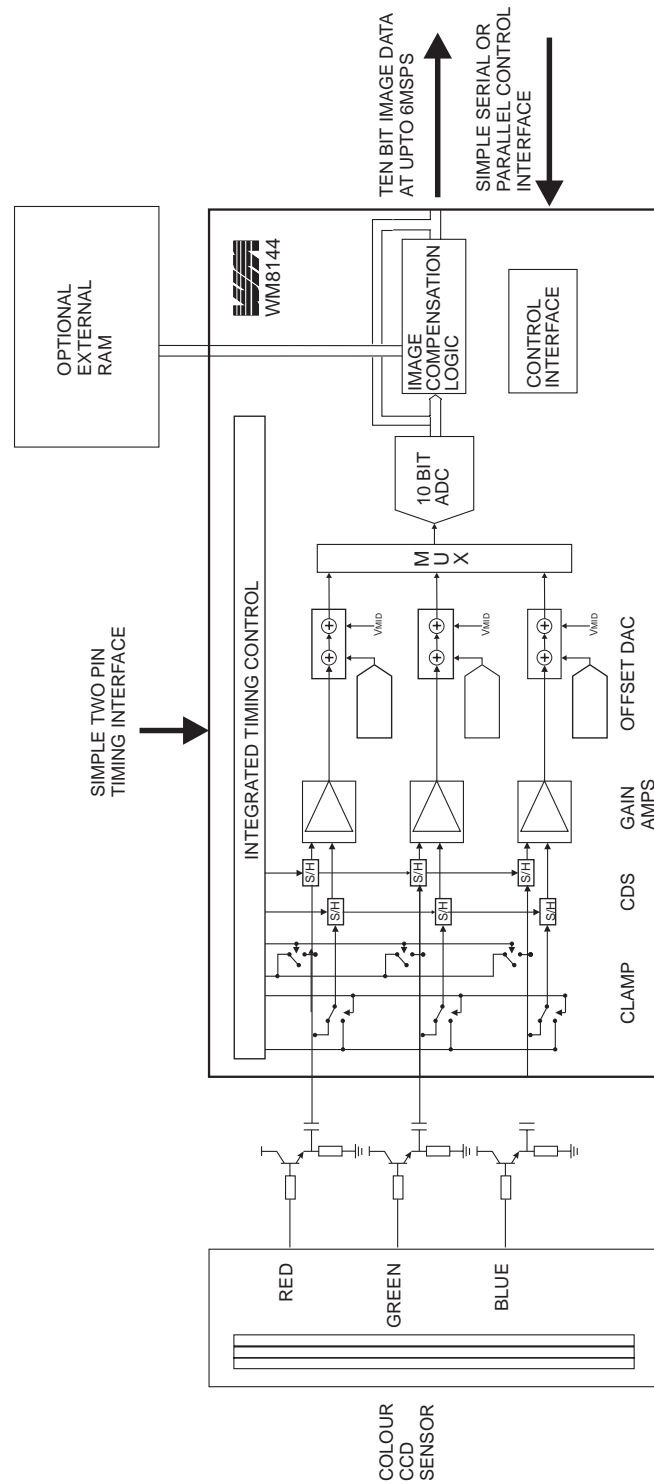 COLOUR
CCD
SENSOR
RED
GREEN
BLUE
SIMPLE TWO PIN
TIMING INTERFACE
OPTIONAL
EXTERNAL
RAM
INTEGRATED TIMING CONTROL
WM8144
S/H
S/H
S/H
S/H
S/H
S/H
VMID
VMID
VMID
MUX
10 BIT
ADC
IMAGE
COMPENSATION
LOGIC
CONTROL
INTERFACE
CLAMP
CDS
GAIN
AMPS
OFFSET DAC
TEN BIT IMAGE DATA
AT UPTO 6MSPS
SIMPLE SERIAL OR
PARALLEL CONTROL
INTERFACE